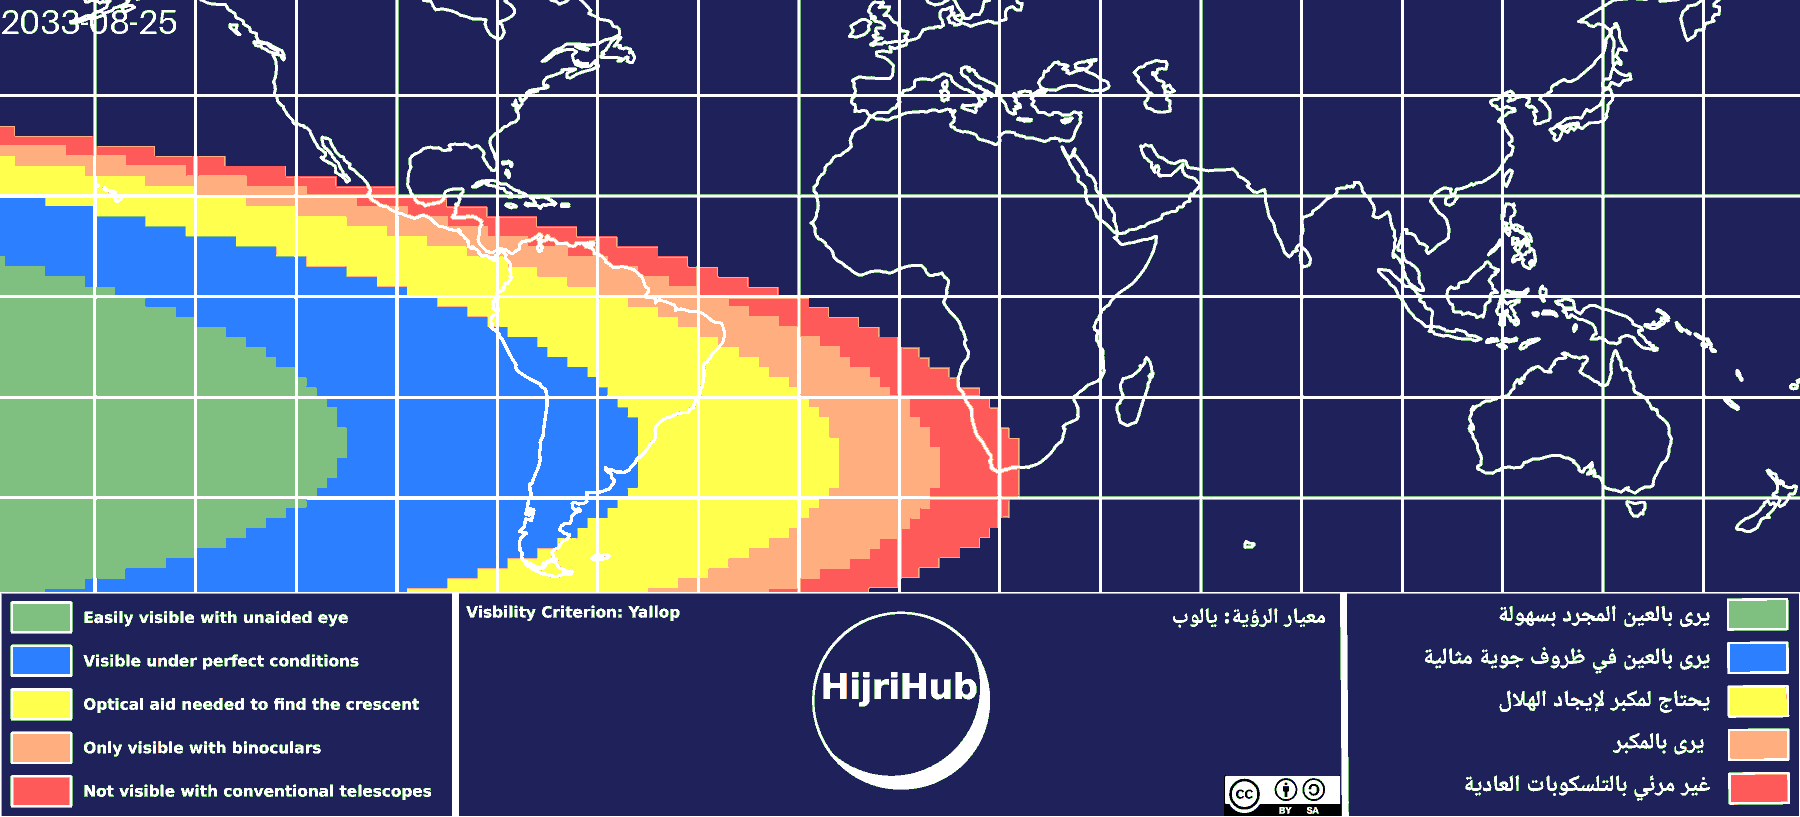 2033-08-25
Easily visible with unaided eye
Visible under perfect conditions
Optical aid needed to find the crescent
Only visible with binoculars
Not visible with conventional telescopes
Visbility Criterion: Yallop
معيار الرؤية: يالوب
HijriHub
cc
BY SA
يرى بالعين المجرد بسهولة
يرى بالعين في ظروف جوية مثالية
يحتاج لمكبر لإيجاد الهلال
يرى بالمكبر
غير مرئي بالتلسكوبات العادية